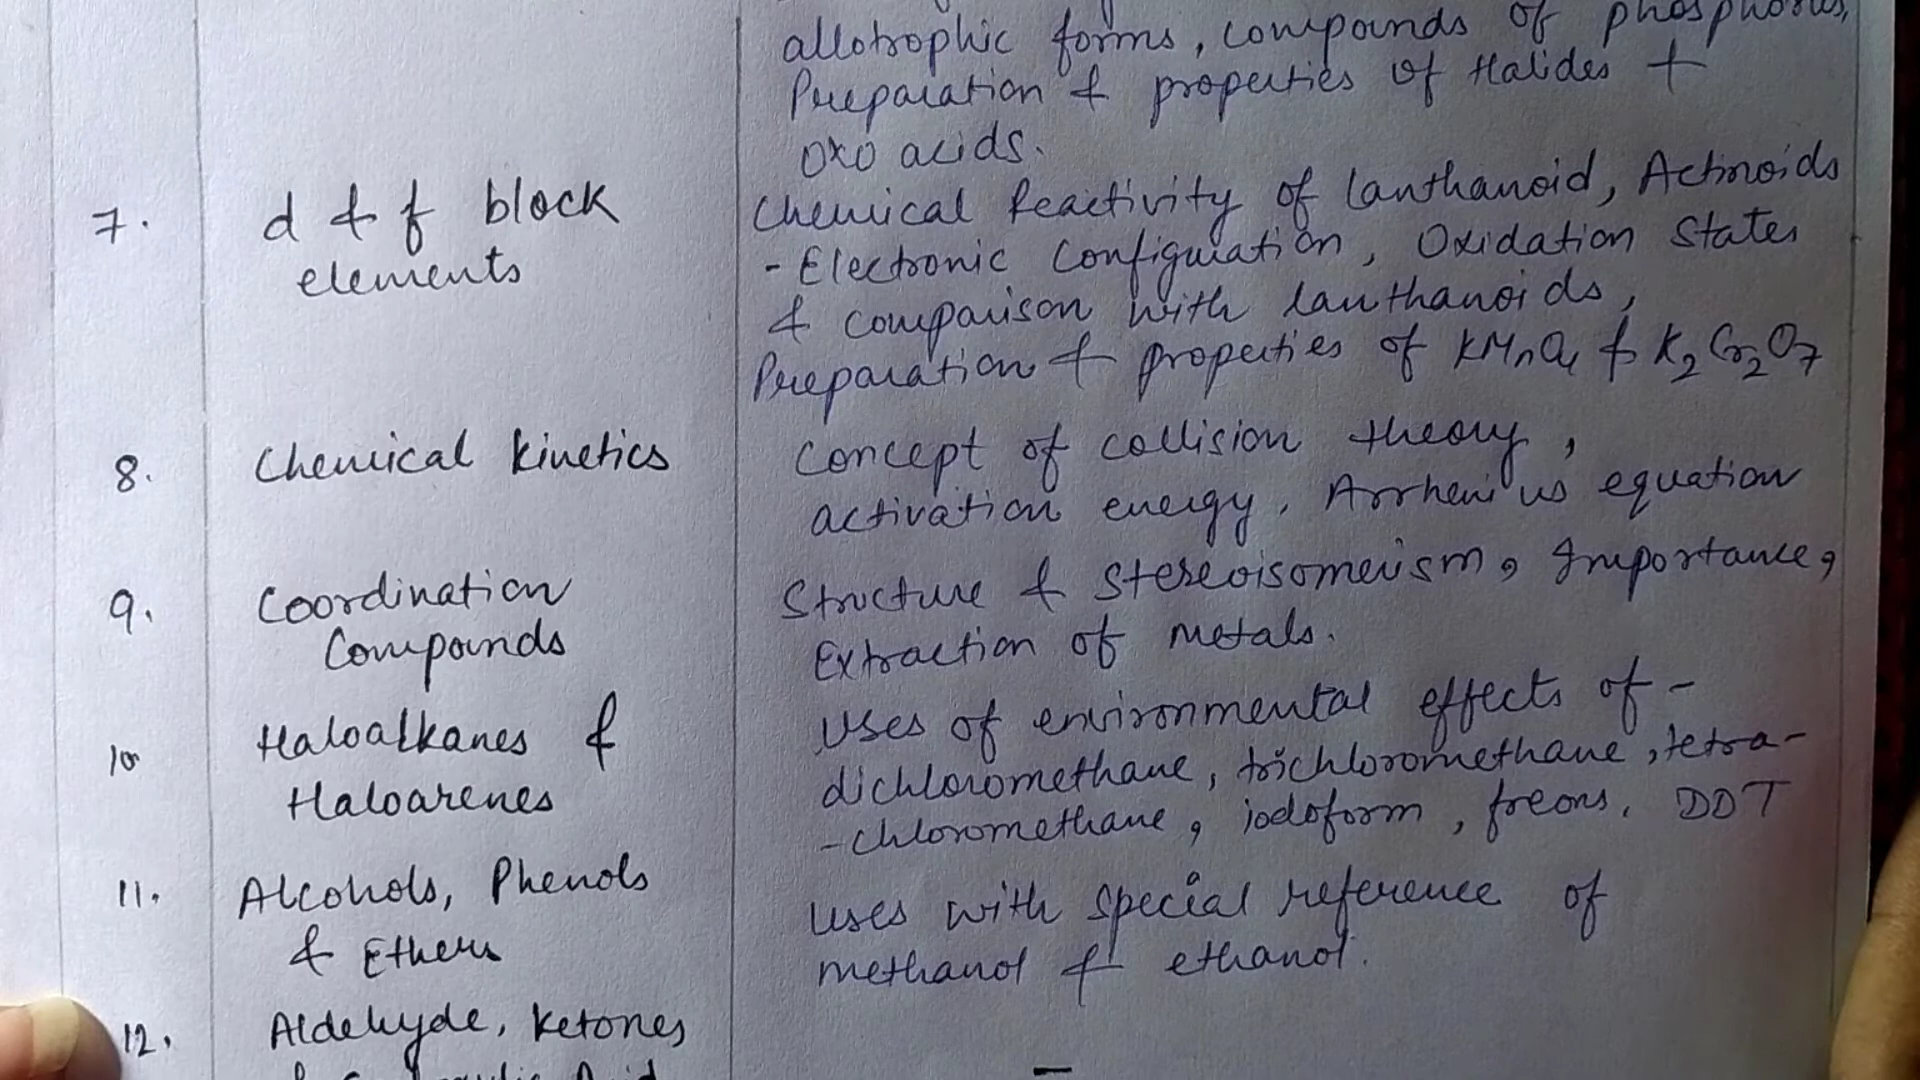 allotrophic forms, compounds of phosphorus,
Preparation & properties of Halides +
oxo acids.
7. d & f block
elements
Chemical Reactivity of lanthanoid, Actinoids
- Electronic Configuration, Oxidation States
& comparison with lanthanoids,
Preparation & properties of KMnO4 & K2Cr2O7
8. Chemical kinetics
Concept of collision theory,
activation energy, Arrhenius equation
9. Coordination
Compounds
Structure & Stereoisomerism, Importance,
Extraction of metals.
10 Haloalkanes &
Haloarenes
Uses of environmental effects of -
dichloromethane, trichloromethane, tetra-
-chloromethane, iodoform, freons, DDT
11. Alcohols, Phenols
& Ethers
Uses with special reference of
methanol & ethanol.
12. Aldehyde, Ketones
-